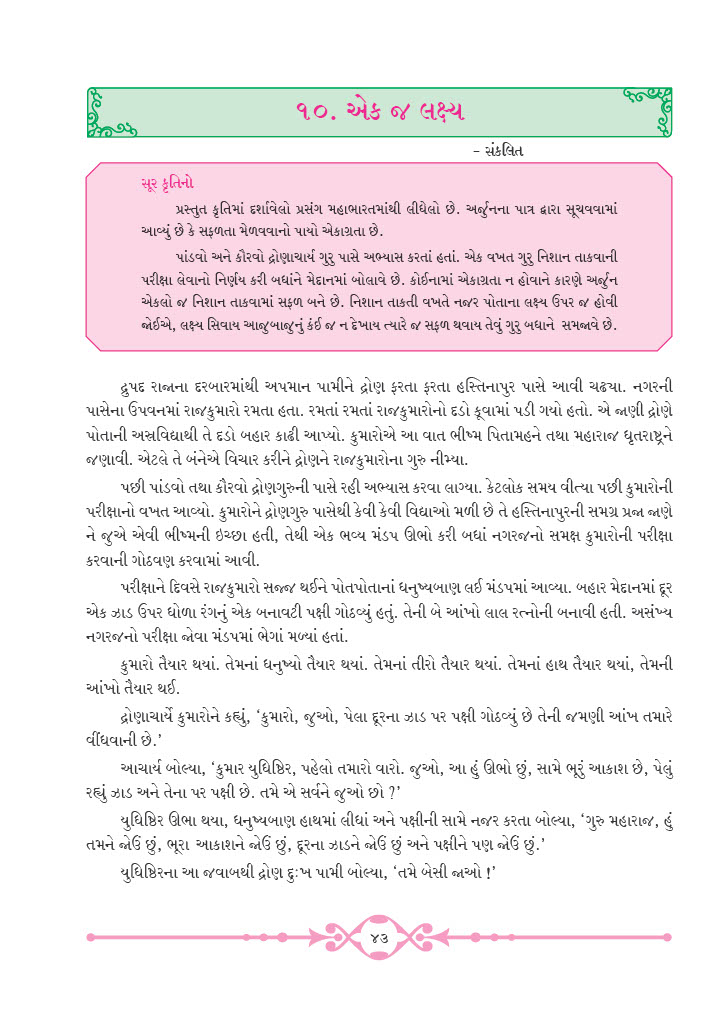 ૧૦. એક જ લક્ષ્ય
- સંકલિત
સૂર કૃતિનો
પ્રસ્તુત કૃતિમાં દર્શાવેલો પ્રસંગ મહાભારતમાંથી લીધેલો છે. અર્જુનના પાત્ર દ્વારા સૂચવવામાં
આવ્યું છે કે સફળતા મેળવવાનો પાયો એકાગ્રતા છે.
પાંડવો અને કૌરવો દ્રોણાચાર્ય ગુરુ પાસે અભ્યાસ કરતાં હતાં. એક વખત ગુરુ નિશાન તાકવાની
પરીક્ષા લેવાનો નિર્ણય કરી બધાંને મેદાનમાં બોલાવે છે. કોઈનામાં એકાગ્રતા ન હોવાને કારણે અર્જુન
એકલો જ નિશાન તાકવામાં સફળ બને છે. નિશાન તાકતી વખતે નજર પોતાના લક્ષ્ય ઉપર જ હોવી
જોઈએ, લક્ષ્ય સિવાય આજુબાજુનું કંઈ જ ન દેખાય ત્યારે જ સફળ થવાય તેવું ગુરુ બધાને સમજાવે છે.
દ્રુપદ રાજાના દરબારમાંથી અપમાન પામીને દ્રોણ ફરતા ફરતા હસ્તિનાપુર પાસે આવી ચઢ્યા. નગરની
પાસેના ઉપવનમાં રાજકુમારો રમતા હતા. રમતાં રમતાં રાજકુમારોનો દડો કૂવામાં પડી ગયો હતો. એ જાણી દ્રોણે
પોતાની અસ્ત્રવિદ્યાથી તે દડો બહાર કાઢી આપ્યો. કુમારોએ આ વાત ભીષ્મ પિતામહને તથા મહારાજ ધૃતરાષ્ટ્રને
જણાવી. એટલે તે બંનેએ વિચાર કરીને દ્રોણને રાજકુમારોના ગુરુ નીમ્યા.
પછી પાંડવો તથા કૌરવો દ્રોણગુરુની પાસે રહી અભ્યાસ કરવા લાગ્યા. કેટલોક સમય વીત્યા પછી કુમારોની
પરીક્ષાનો વખત આવ્યો. કુમારોને દ્રોણગુરુ પાસેથી કેવી કેવી વિદ્યાઓ મળી છે તે હસ્તિનાપુરની સમગ્ર પ્રજા જાણે
ને જુએ એવી ભીષ્મની ઇચ્છા હતી, તેથી એક ભવ્ય મંડપ ઊભો કરી બધાં નગરજનો સમક્ષ કુમારોની પરીક્ષા
કરવાની ગોઠવણ કરવામાં આવી.
પરીક્ષાને દિવસે રાજકુમારો સજ્જ થઈને પોતપોતાનાં ધનુષ્યબાણ લઈ મંડપમાં આવ્યા. બહાર મેદાનમાં દૂર
એક ઝાડ ઉપર ધોળા રંગનું એક બનાવટી પક્ષી ગોઠવ્યું હતું. તેની બે આંખો લાલ રત્નોની બનાવી હતી. અસંખ્ય
નગરજનો પરીક્ષા જોવા મંડપમાં ભેગાં મળ્યાં હતાં.
કુમારો તૈયાર થયાં. તેમનાં ધનુષ્યો તૈયાર થયાં. તેમનાં તીરો તૈયાર થયાં. તેમનાં હાથ તૈયાર થયાં, તેમની
આંખો તૈયાર થઈ.
દ્રોણાચાર્યે કુમારોને કહ્યું, ‘કુમારો, જુઓ, પેલા દૂરના ઝાડ પર પક્ષી ગોઠવ્યું છે તેની જમણી આંખ તમારે
વીંધવાની છે.’
આચાર્ય બોલ્યા, ‘કુમાર યુધિષ્ઠિર, પહેલો તમારો વારો. જુઓ, આ હું ઊભો છું, સામે ભૂરું આકાશ છે, પેલું
રહ્યું ઝાડ અને તેના પર પક્ષી છે. તમે એ સર્વને જુઓ છો ?’
યુધિષ્ઠિર ઊભા થયા, ધનુષ્યબાણ હાથમાં લીધાં અને પક્ષીની સામે નજર કરતા બોલ્યા, ‘ગુરુ મહારાજ, હું
તમને જોઉં છું, ભૂરા આકાશને જોઉં છું, દૂરના ઝાડને જોઉં છું અને પક્ષીને પણ જોઉં છું.’
યુધિષ્ઠિરના આ જવાબથી દ્રોણ દુઃખ પામી બોલ્યા, ‘તમે બેસી જાઓ !’
૪૩